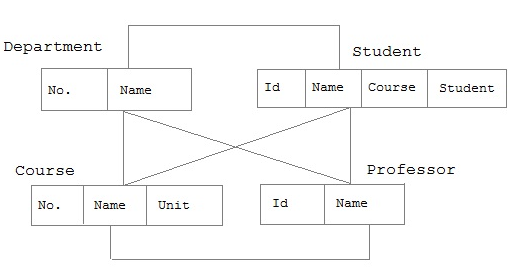 Department
Student
No. Name
Id Name Course Student
Course
Professor
No. Name Unit
Id Name